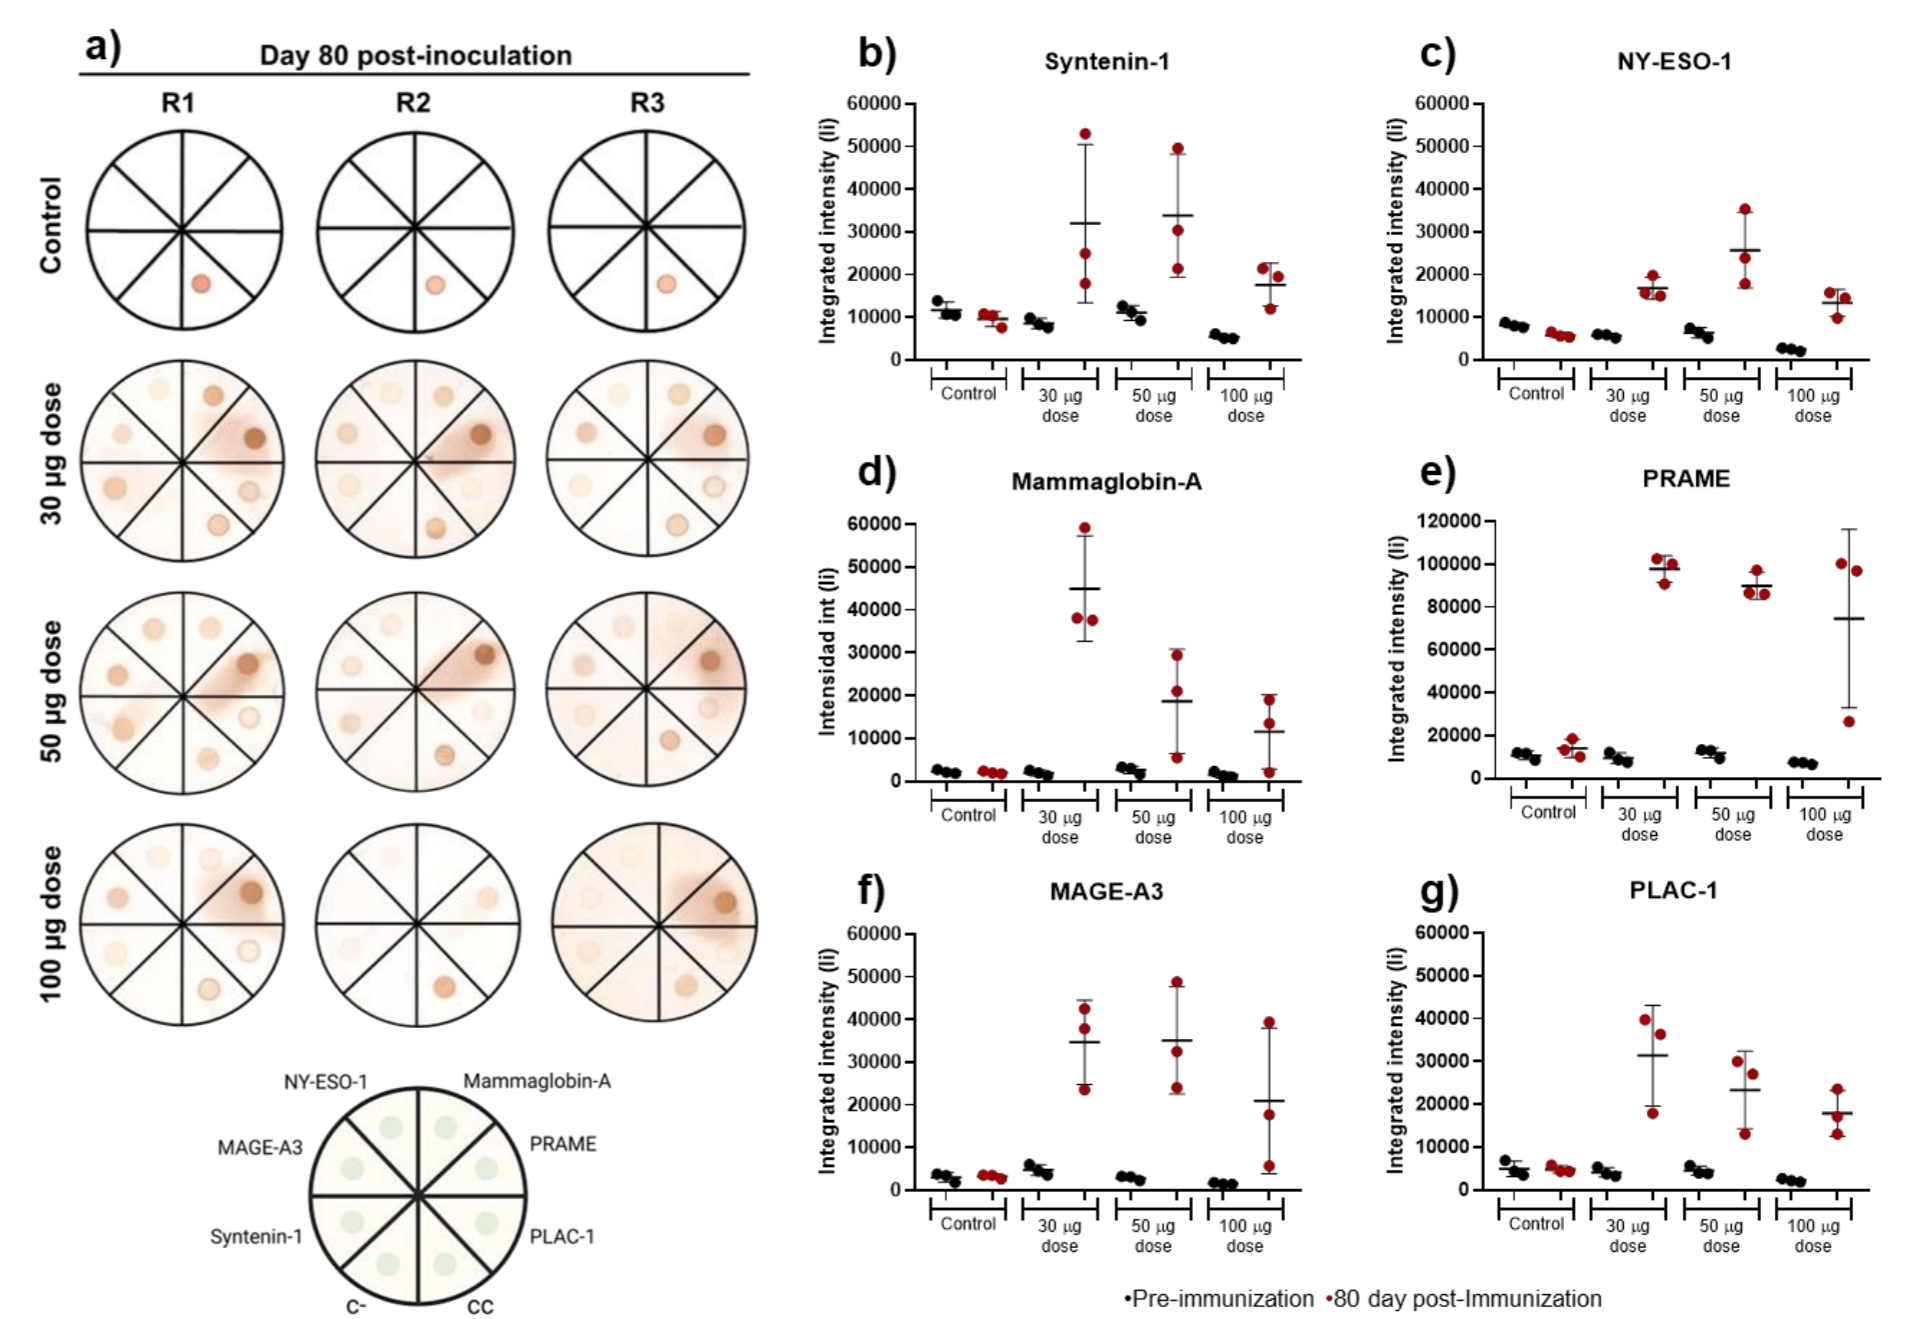 a)
Day 80 post-inoculation
R1 R2 R3
Control
30 µg dose
50 µg dose
100 µg dose
NY-ESO-1
Mammaglobin-A
MAGE-A3
PRAME
Syntenin-1
PLAC-1
C-
CC
b)
Syntenin-1
Integrated intensity (Ii)
60000
50000
40000
30000
20000
10000
0
Control
30 µg
dose
50 µg
dose
100 µg
dose
c)
NY-ESO-1
Integrated intensity (Ii)
60000
50000
40000
30000
20000
10000
0
Control
30 µg
dose
50 µg
dose
100 µg
dose
d)
Mammaglobin-A
Intensidad int (Ii)
60000
50000
40000
30000
20000
10000
0
Control
30 µg
dose
50 µg
dose
100 µg
dose
e)
PRAME
Integrated intensity (Ii)
120000
100000
80000
60000
40000
20000
0
Control
30 µg
dose
50 µg
dose
100 µg
dose
f)
MAGE-A3
Integrated intensity (Ii)
60000
50000
40000
30000
20000
10000
0
Control
30 µg
dose
50 µg
dose
100 µg
dose
g)
PLAC-1
Integrated intensity (Ii)
60000
50000
40000
30000
20000
10000
0
Control
30 µg
dose
50 µg
dose
100 µg
dose
•Pre-immunization •80 day post-Immunization